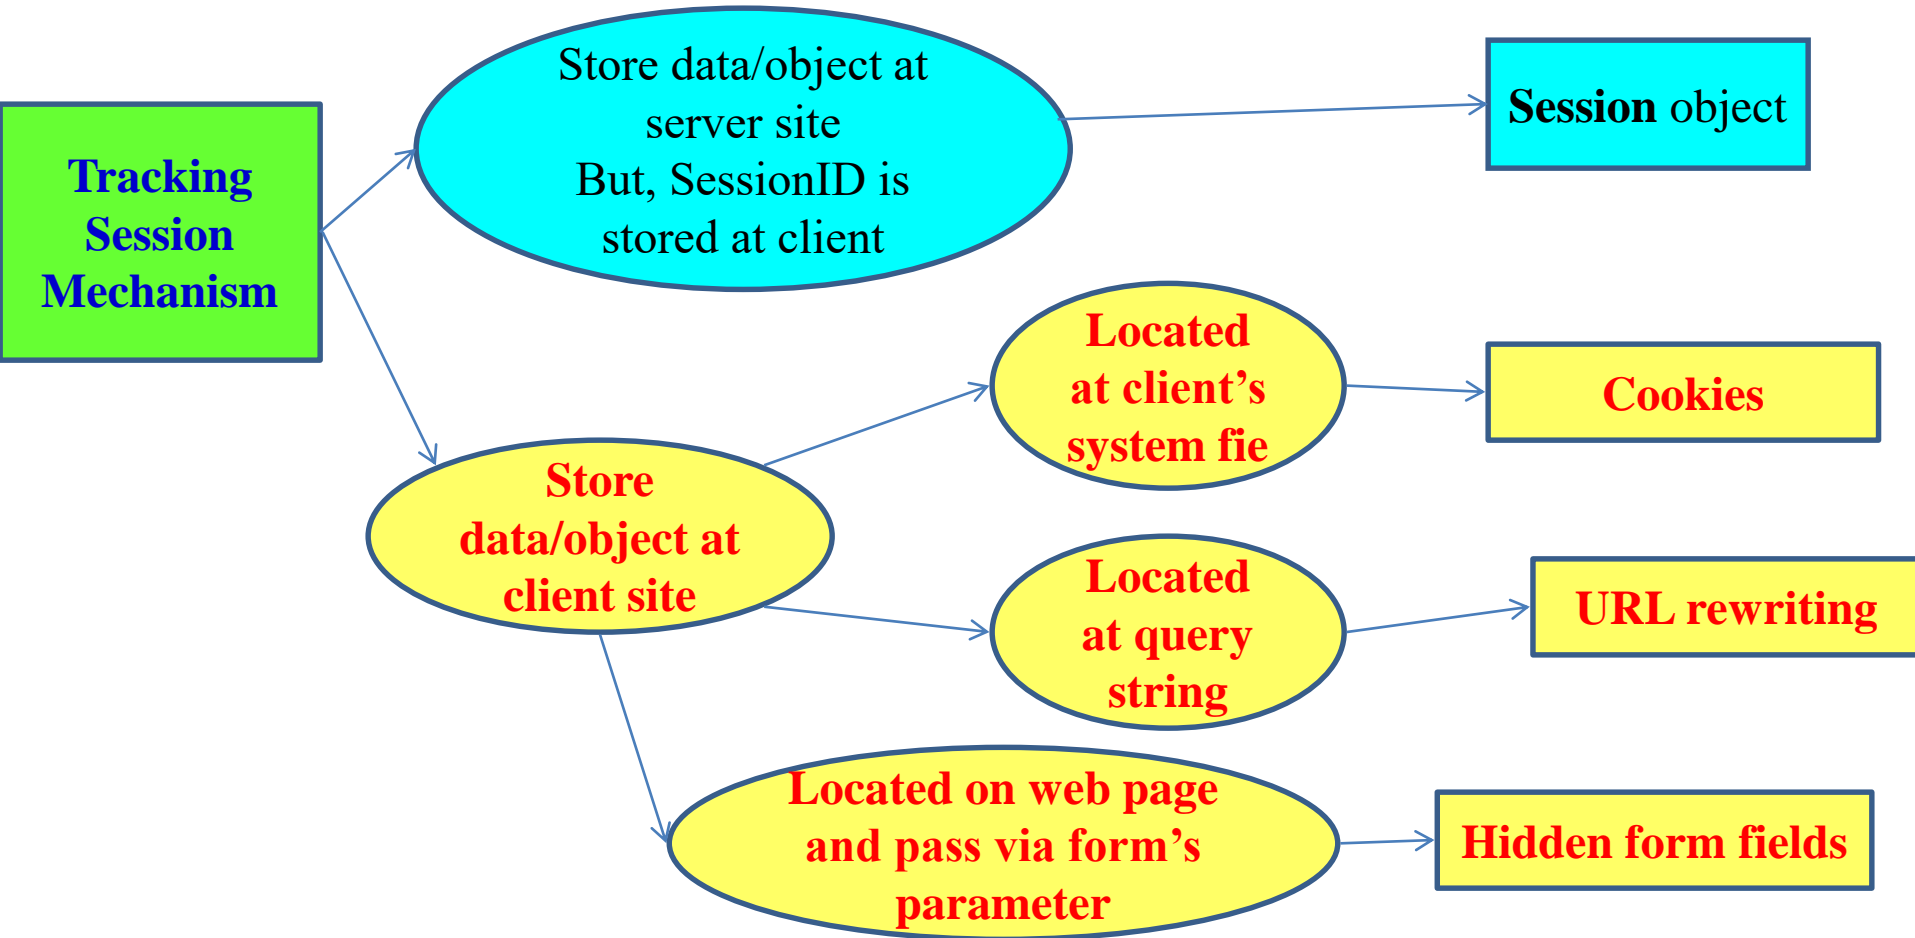 Tracking
Session
Mechanism
Store data/object at
server site
But, SessionID is
stored at client
Session object
Store
data/object at
client site
Located
at client’s
system fie
Cookies
Located
at query
string
URL rewriting
Located on web page
and pass via form’s
parameter
Hidden form fields